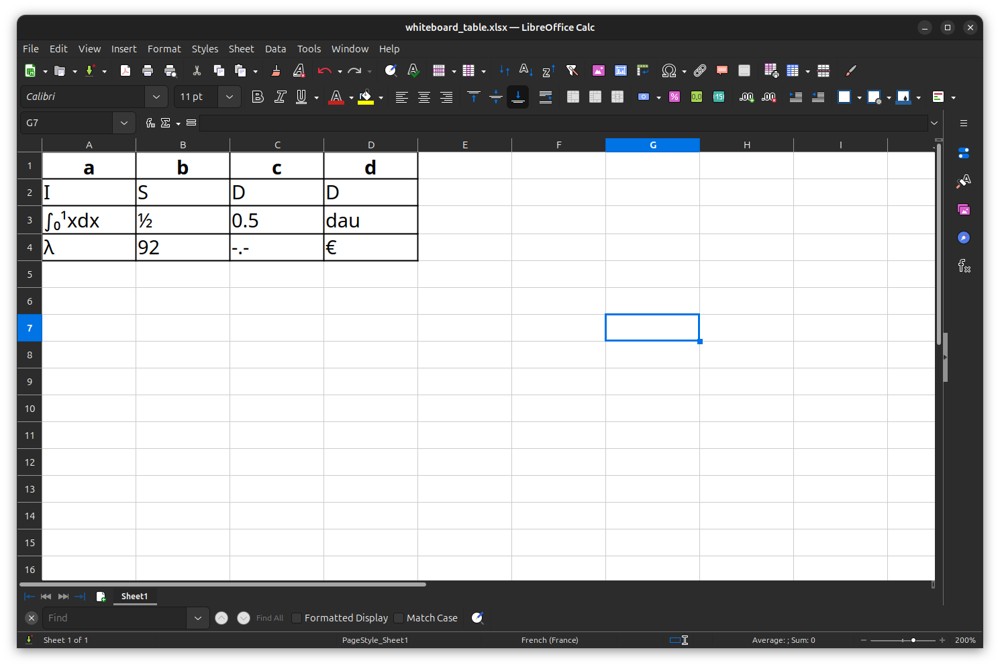 whiteboard_table.xlsx — LibreOffice Calc
File Edit View Insert Format Styles Sheet Data Tools Window Help
Calibri 11 pt
G7
A B C D E F G H I
1 a b c d
2 I S D D
3 ∫₀¹xdx ½ 0.5 dau
4 λ 92 -.- €
5
6
7
8
9
10
11
12
13
14
15
16
Sheet1
Find Find All Formatted Display Match Case
Sheet 1 of 1 PageStyle_Sheet1 French (France) Average: ; Sum: 0 200%